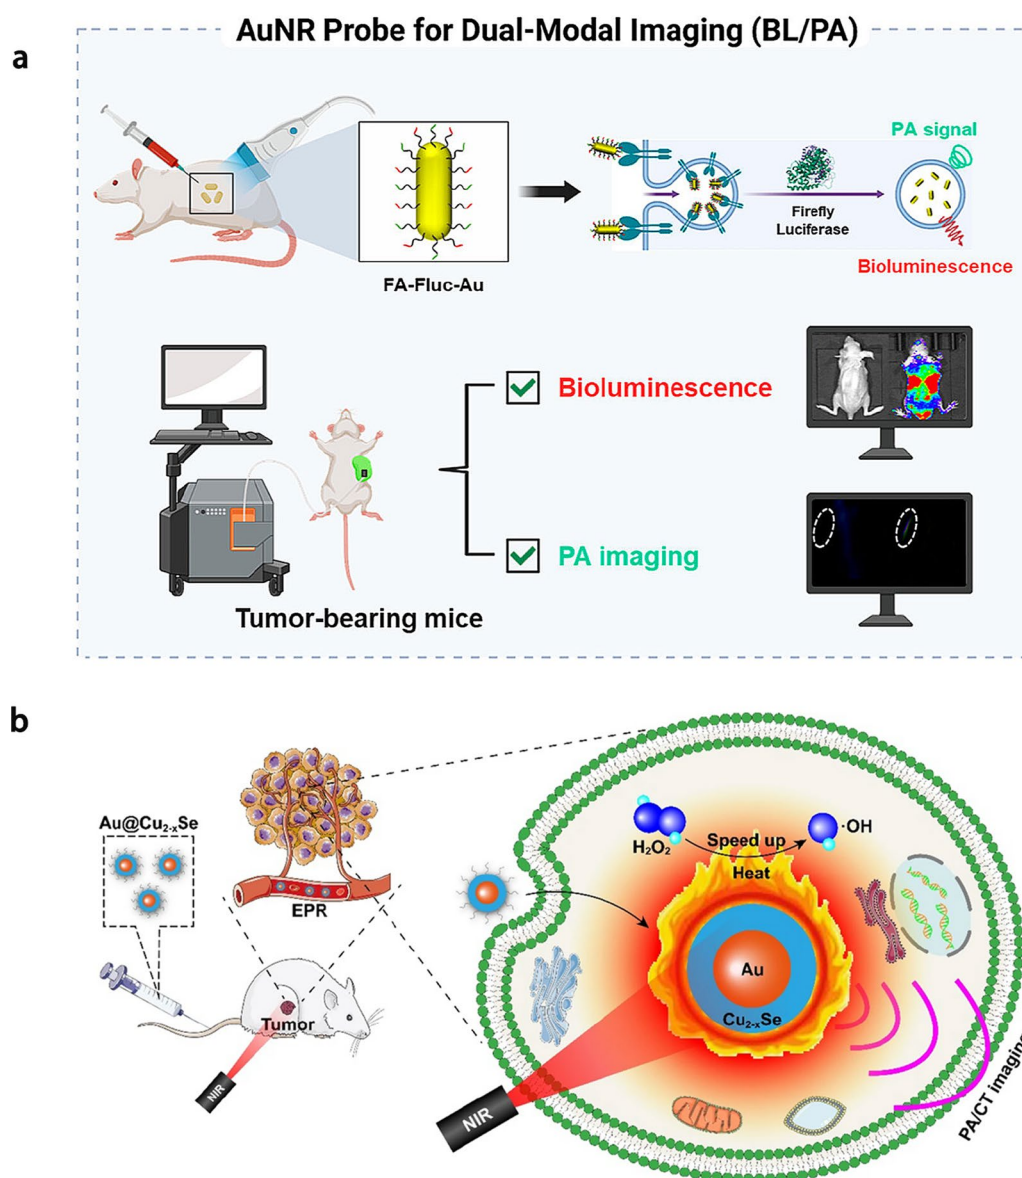 a
AuNR Probe for Dual-Modal Imaging (BL/PA)
FA-Fluc-Au
PA signal
Firefly
Luciferase
Bioluminescence
Bioluminescence
PA imaging
Tumor-bearing mice
b
Au@Cu₂₋ₓSe
EPR
Tumor
NIR
H₂O₂
Speed up
·OH
Heat
Au
Cu₂₋ₓSe
NIR
PA/CT imaging